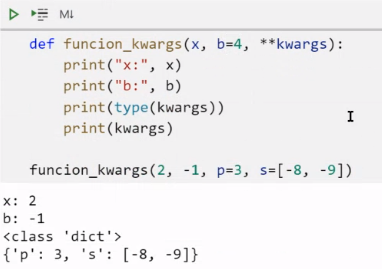 M↓
def funcion_kwargs(x, b=4, **kwargs):
    print("x:", x)
    print("b:", b)
    print(type(kwargs))
    print(kwargs)
funcion_kwargs(2, -1, p=3, s=[-8, -9])
x: 2
b: -1
<class 'dict'>
{'p': 3, 's': [-8, -9]}